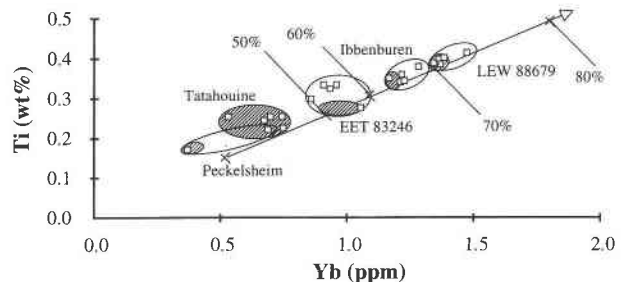 0.5
0.4
0.3
0.2
0.1
0.0
Ti (wt%)
50%
60%
Ibbenburen
LEW 88679
80%
70%
Tatahouine
EET 83246
Peckelsheim
0.0
0.5
1.0
1.5
2.0
Yb (ppm)